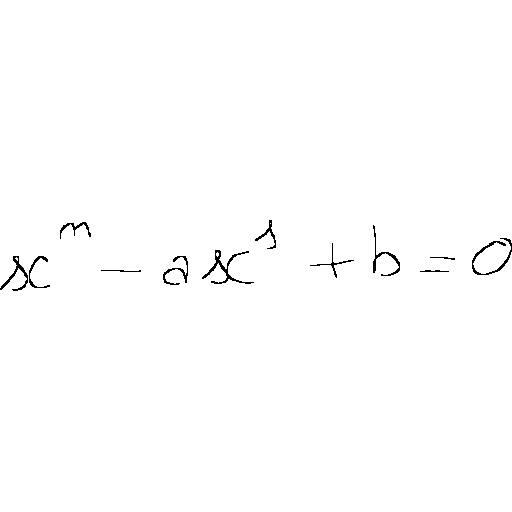 x^n - ax^s + b = 0